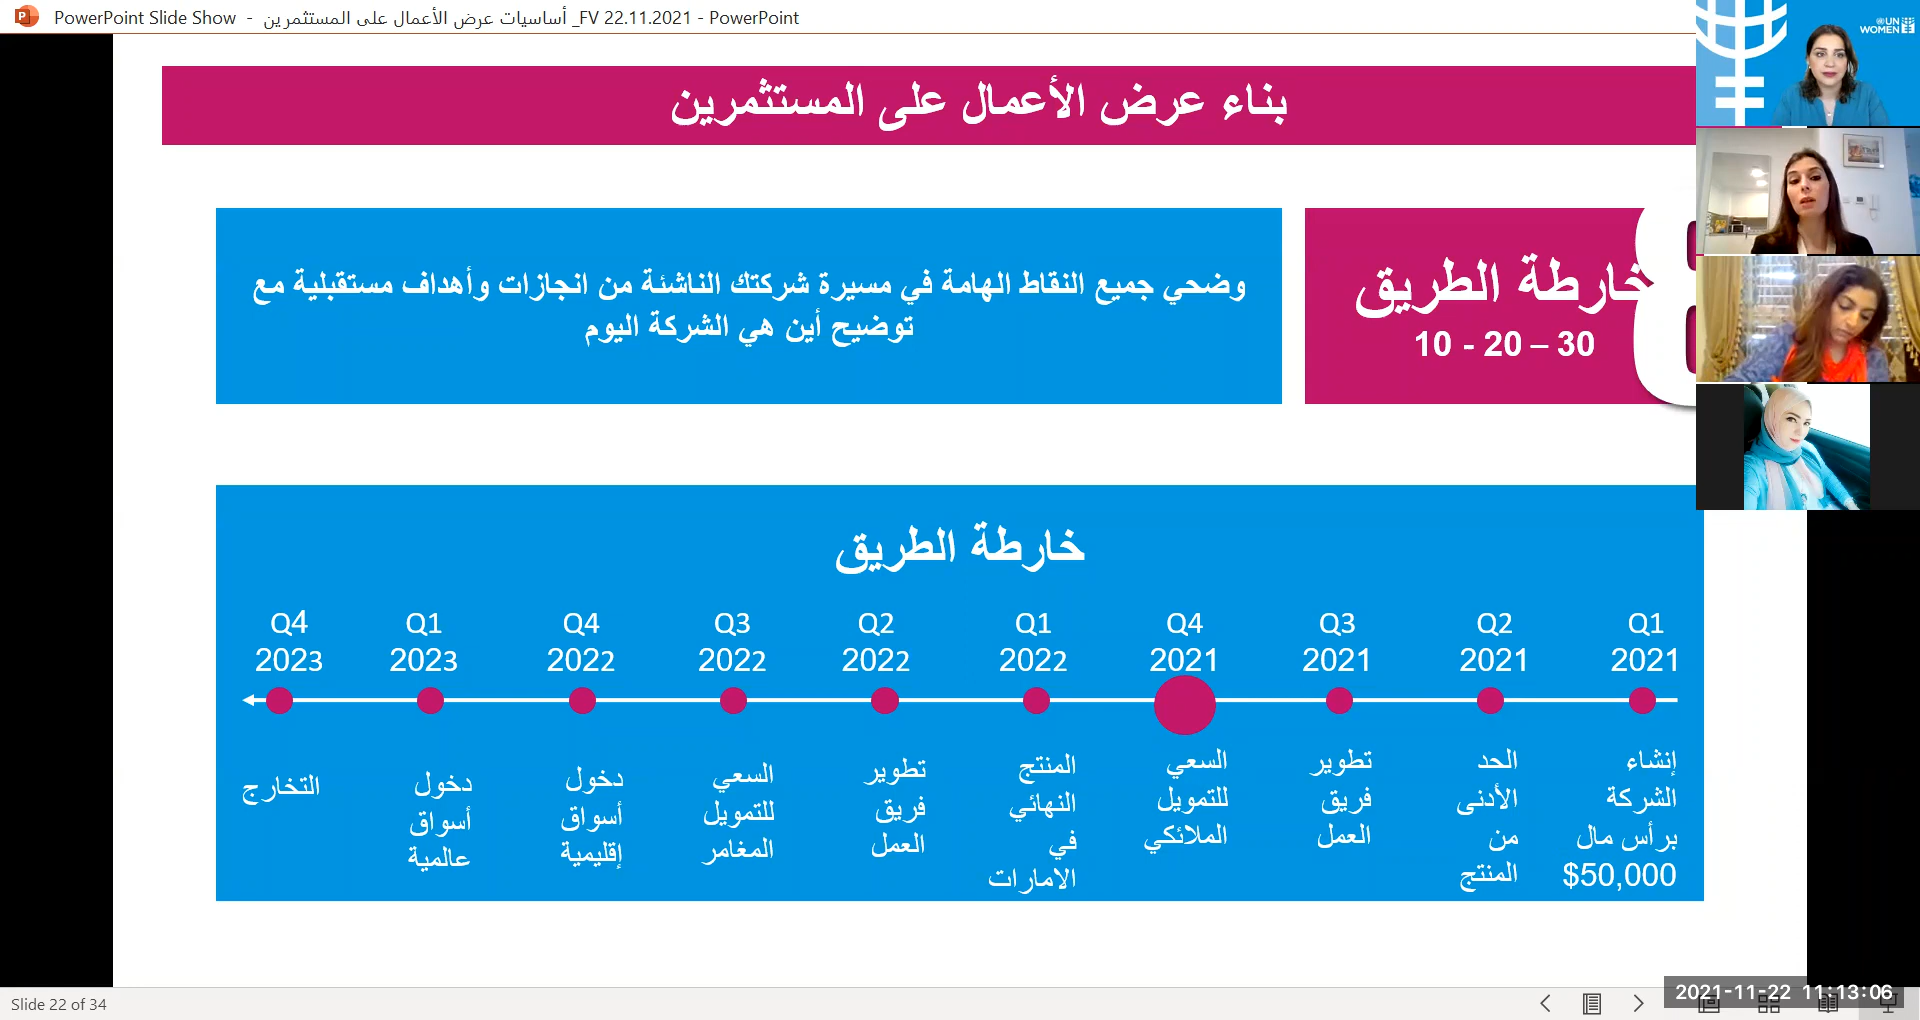 PowerPoint Slide Show - أساسيات عرض الأعمال على المستثمرين _FV 22.11.2021 - PowerPoint
UN
WOMEN
بناء عرض الأعمال على المستثمرين
خارطة الطريق
10 - 20 – 30
8
وضحي جميع النقاط الهامة في مسيرة شركتك الناشئة من انجازات وأهداف مستقبلية مع
توضيح أين هي الشركة اليوم
خارطة الطريق
Q1
2021
إنشاء
الشركة
برأس مال
$50,000
Q2
2021
الحد
الأدنى
من
المنتج
Q3
2021
تطوير
فريق
العمل
Q4
2021
السعي
للتمويل
الملائكي
Q1
2022
المنتج
النهائي
في
الامارات
Q2
2022
تطوير
فريق
العمل
Q3
2022
السعي
للتمويل
المغامر
Q4
2022
دخول
أسواق
إقليمية
Q1
2023
دخول
أسواق
عالمية
Q4
2023
التخارج
Slide 22 of 34
2021-11-22 11:13:06